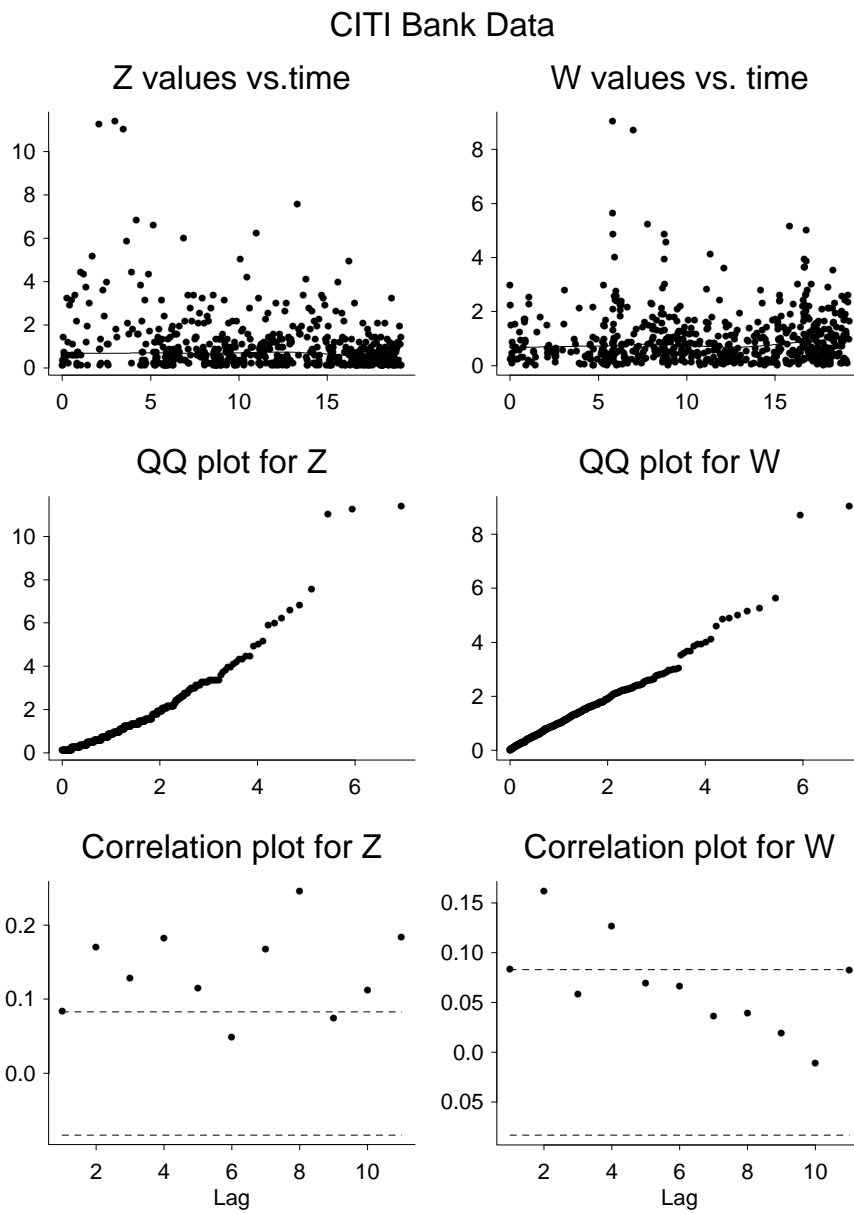 CITI Bank Data
Z values vs.time
W values vs. time
10
8
6
4
2
0
0 5 10 15
8
6
4
2
0
0 5 10 15
QQ plot for Z
QQ plot for W
10
8
6
4
2
0
0 2 4 6
8
6
4
2
0
0 2 4 6
Correlation plot for Z
Correlation plot for W
0.2
0.1
0.0
2 4 6 8 10
Lag
0.15
0.10
0.05
0.0
0.05
2 4 6 8 10
Lag